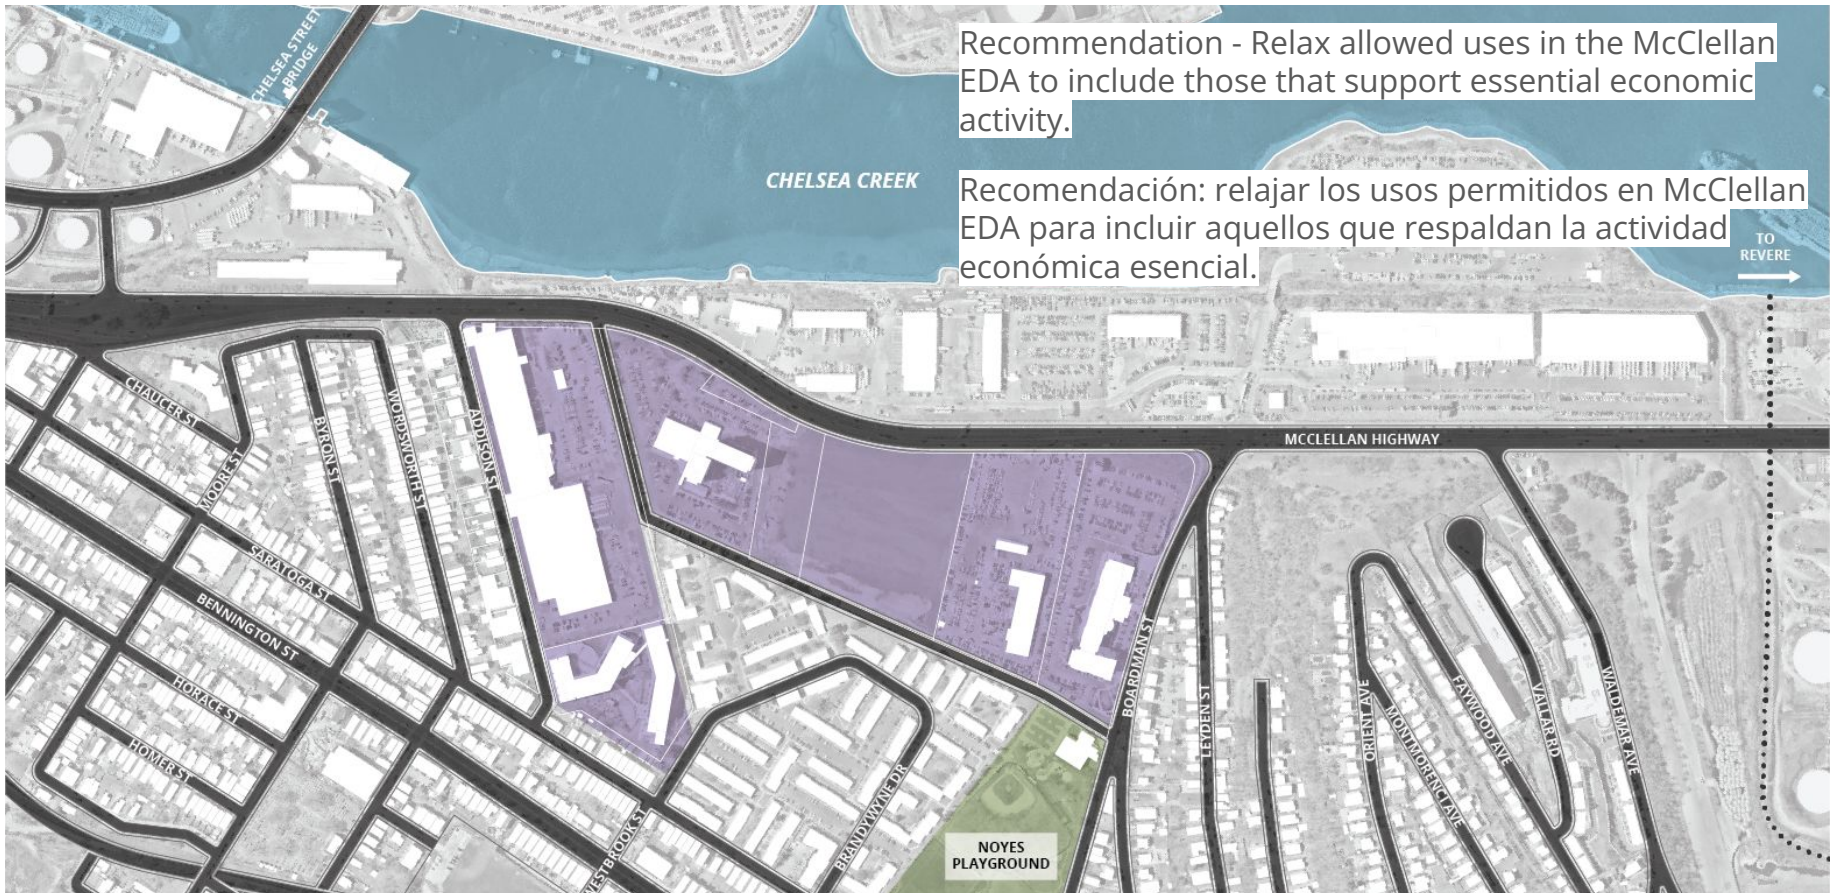 Recommendation - Relax allowed uses in the McClellan
EDA to include those that support essential economic
activity.
Recomendación: relajar los usos permitidos en McClellan
EDA para incluir aquellos que respaldan la actividad
económica esencial.
CHELSEA STREET
BRIDGE
CHELSEA CREEK
TO
REVERE
MCCLELLAN HIGHWAY
CHAUCER ST
MOORE ST
BYRON ST
WORDSWORTH ST
ADDISON ST
SARATOGA ST
BENNINGTON ST
HORACE ST
HOMER ST
WESTBROOK ST
BRANDYWYNE DR
BOARDMAN ST
LEYDEN ST
ORIENT AVE
MONTMORENCI AVE
FAYWOOD AVE
VALLAR RD
WALDEMAR AVE
NOYES
PLAYGROUND